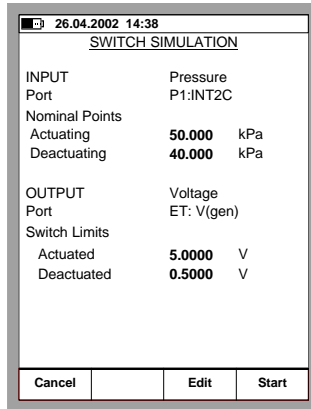 26.04.2002 14:38
SWITCH SIMULATION
INPUT Pressure
Port P1:INT2C
Nominal Points
Actuating 50.000 kPa
Deactuating 40.000 kPa
OUTPUT Voltage
Port ET: V(gen)
Switch Limits
Actuated 5.0000 V
Deactuated 0.5000 V
Cancel Edit Start